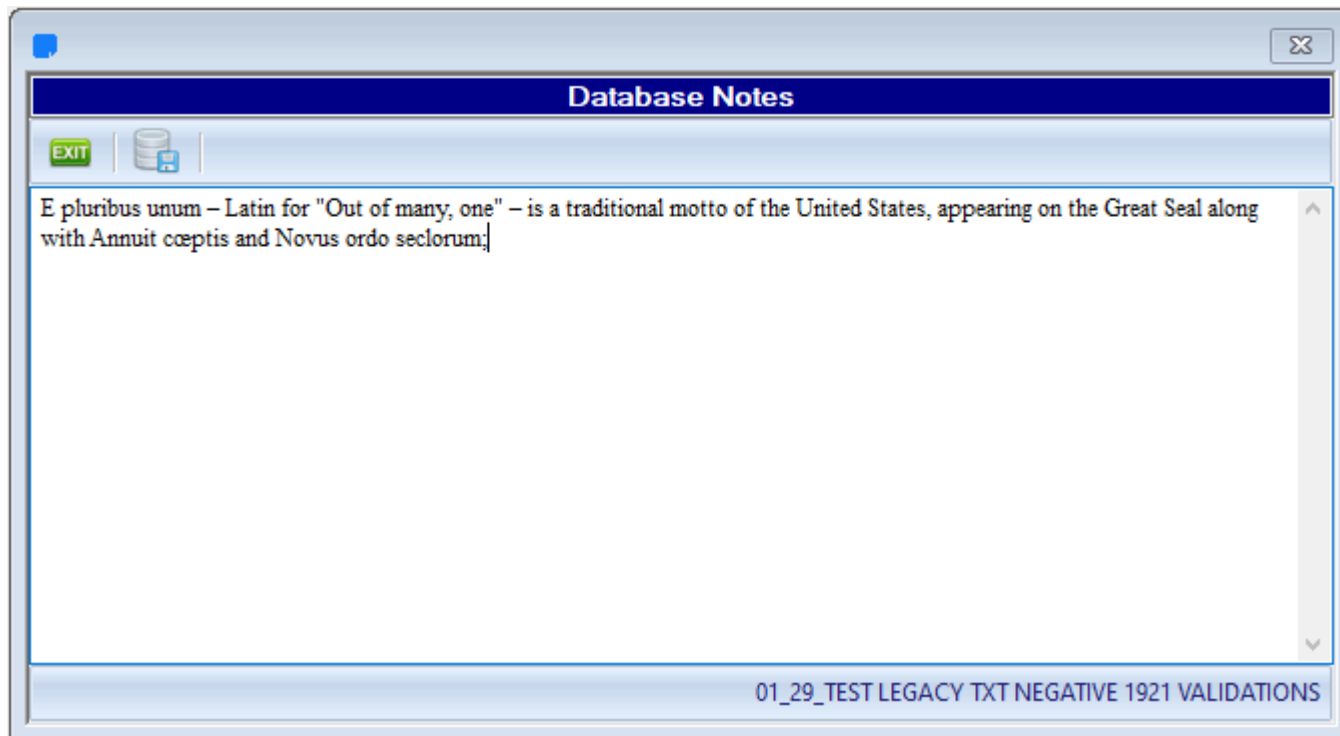 Database Notes
EXIT
E pluribus unum – Latin for "Out of many, one" – is a traditional motto of the United States, appearing on the Great Seal along
with Annuit cœptis and Novus ordo seclorum;
01_29_TEST LEGACY TXT NEGATIVE 1921 VALIDATIONS